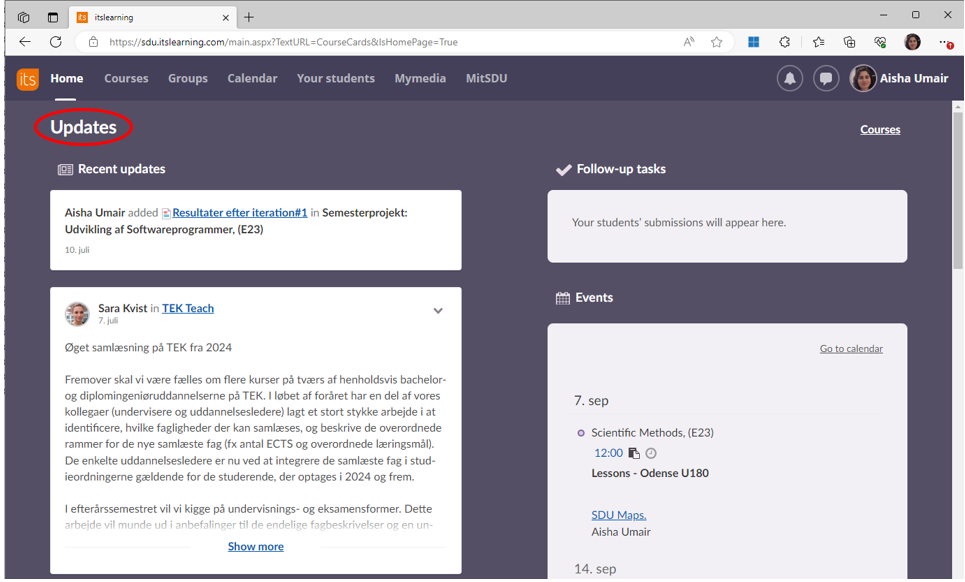 itslearning
https://sdu.itslearning.com/main.aspx?TextURL=CourseCards&IsHomePage=True
its Home Courses Groups Calendar Your students Mymedia MitSDU Aisha Umair
Updates
Courses
Recent updates
Aisha Umair added Resultater efter iteration#1 in Semesterprojekt:
Udvikling af Softwareprogrammer, (E23)
10. juli
Sara Kvist in TEK Teach
7. juli
Øget samlæsning på TEK fra 2024
Fremover skal vi være fælles om flere kurser på tværs af henholdsvis bachelor-
og diplomingeniøruddannelserne på TEK. I løbet af foråret har en del af vores
kollegaer (undervisere og uddannelsesledere) lagt et stort stykke arbejde i at
identificere, hvilke fagligheder der kan samlæses, og beskrive de overordnede
rammer for de nye samlæste fag (fx antal ECTS og overordnede læringsmål).
De enkelte uddannelsesledere er nu ved at integrere de samlæste fag i stud-
ieordningerne gældende for de studerende, der optages i 2024 og frem.
I efterårssemestret vil vi kigge på undervisnings- og eksamensformer. Dette
arbejde vil munde ud i anbefalinger til de endelige fagbeskrivelser og en un-
Show more
Follow-up tasks
Your students' submissions will appear here.
Events
Go to calendar
7. sep
Scientific Methods, (E23)
12:00
Lessons - Odense U180
SDU Maps.
Aisha Umair
14. sep